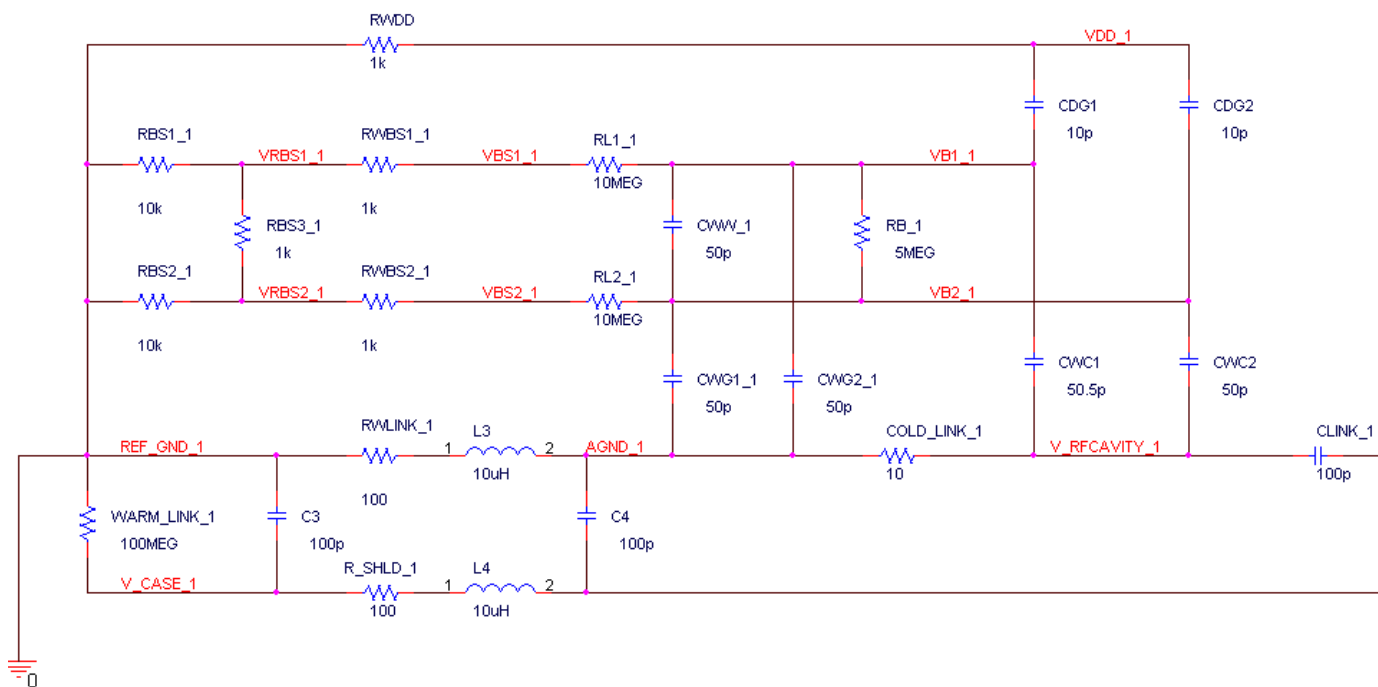 RWDD
1k
VDD_1
CDG1
10p
CDG2
10p
RBS1_1
10k
VRBS1_1
RWBS1_1
1k
VBS1_1
RL1_1
10MEG
VB1_1
RBS3_1
1k
CWW_1
50p
RB_1
5MEG
RBS2_1
10k
VRBS2_1
RWBS2_1
1k
VBS2_1
RL2_1
10MEG
VB2_1
CWG1_1
50p
CWG2_1
50p
CWC1
50.5p
CWC2
50p
REF_GND_1
RWLINK_1
100
1
L3
10uH
2
AGND_1
COLD_LINK_1
10
V_RFCAVITY_1
CLINK_1
100p
WARM_LINK_1
100MEG
C3
100p
C4
100p
V_CASE_1
R_SHLD_1
100
1
L4
10uH
2
0